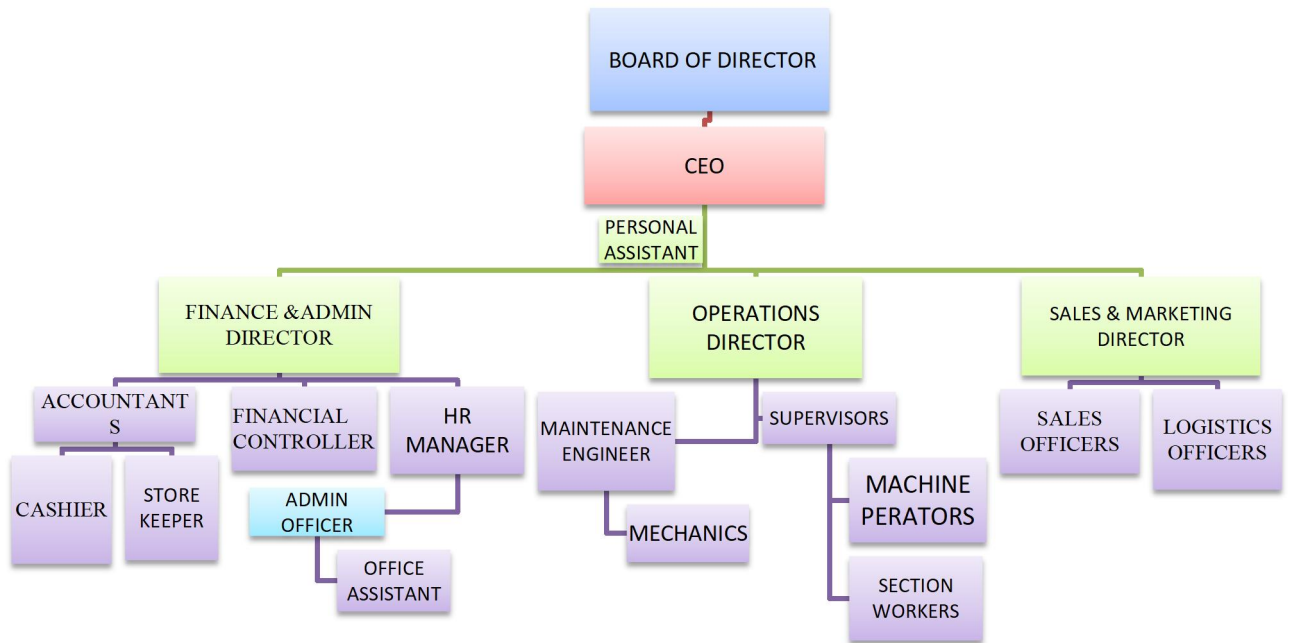 BOARD OF DIRECTOR
CEO
PERSONAL
ASSISTANT
FINANCE &ADMIN
DIRECTOR
OPERATIONS
DIRECTOR
SALES & MARKETING
DIRECTOR
ACCOUNTANT
S
FINANCIAL
CONTROLLER
HR
MANAGER
MAINTENANCE
ENGINEER
SUPERVISORS
SALES
OFFICERS
LOGISTICS
OFFICERS
CASHIER
STORE
KEEPER
ADMIN
OFFICER
MECHANICS
MACHINE
PERATORS
OFFICE
ASSISTANT
SECTION
WORKERS